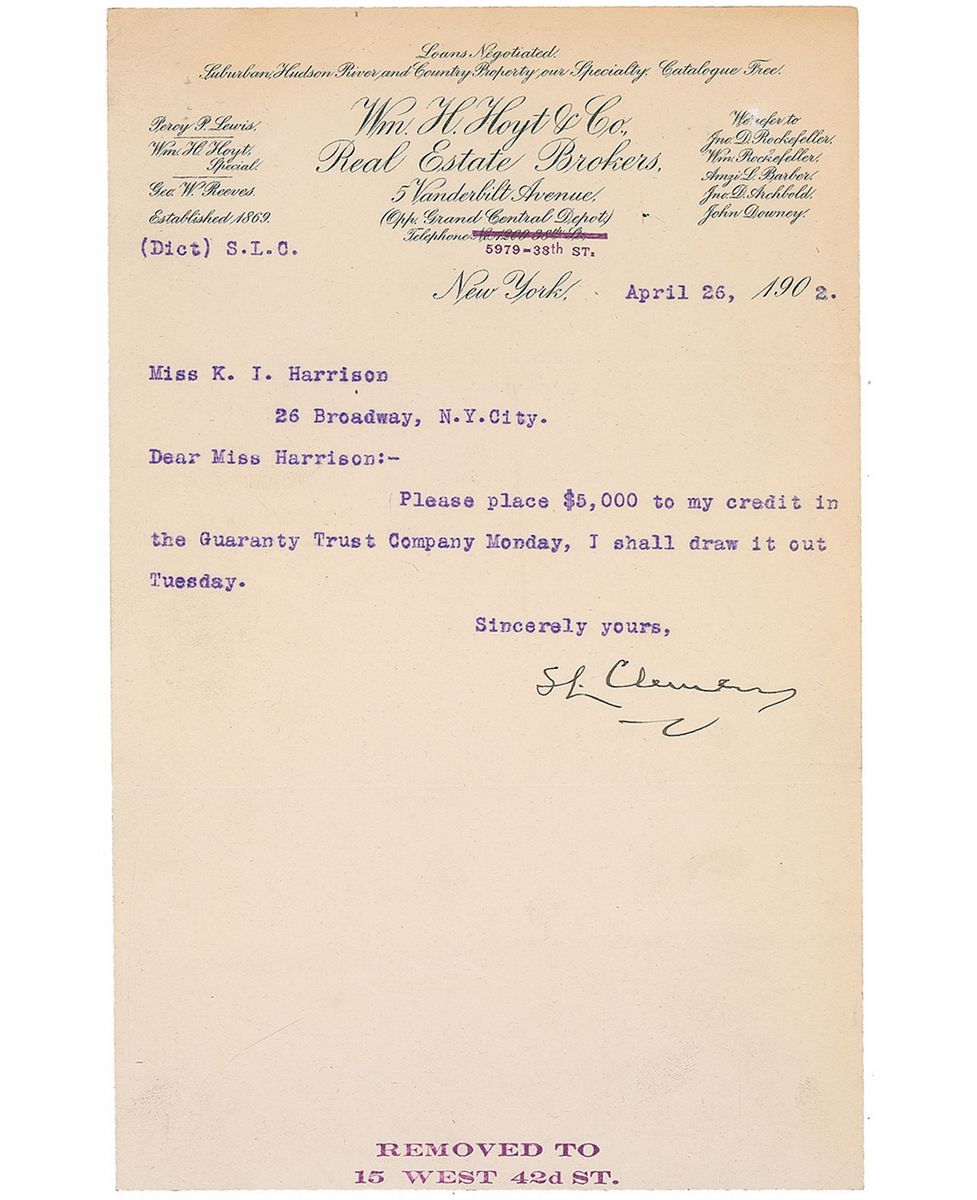 Loans Negotiated.
Suburban, Hudson River, and Country Property our Specialty. Catalogue Free.
Percy P. Lewis.
Wm. H. Hoyt,
Special.
Geo. W. Reeves.
Established 1869.
Wm. H. Hoyt & Co.,
Real Estate Brokers,
5 Vanderbilt Avenue,
(Opp. Grand Central Depot)
Telephone No. 1209-38th St.,
5979-38th ST.
We refer to
Jno. D. Rockefeller.
Wm. Rockefeller.
Amzi L. Barber.
Jno. D. Archbold.
John Downey.
(Dict) S.L.C.
New York, April 26, 1902.
Miss K. I. Harrison
26 Broadway, N.Y.City.
Dear Miss Harrison:-
Please place $5,000 to my credit in
the Guaranty Trust Company Monday, I shall draw it out
Tuesday.
Sincerely yours,
S.L. Clemens
REMOVED TO
15 WEST 42d ST.